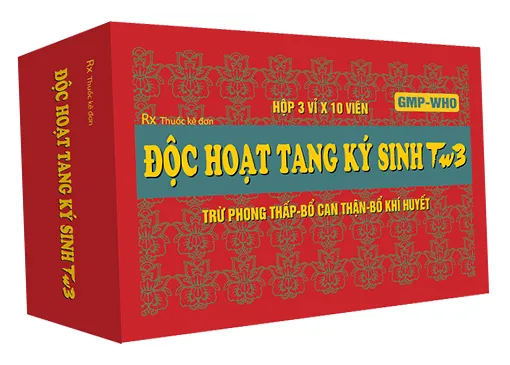 Rx Thuốc kê đơn
ĐỘC HOẠT TANG KÝ SINH Tw3
HỘP 3 VỈ X 10 VIÊN
GMP-WHO
Rx Thuốc kê đơn
ĐỘC HOẠT TANG KÝ SINH Tw3
TRỪ PHONG THẤP-BỔ CAN THẬN-BỔ KHÍ HUYẾT